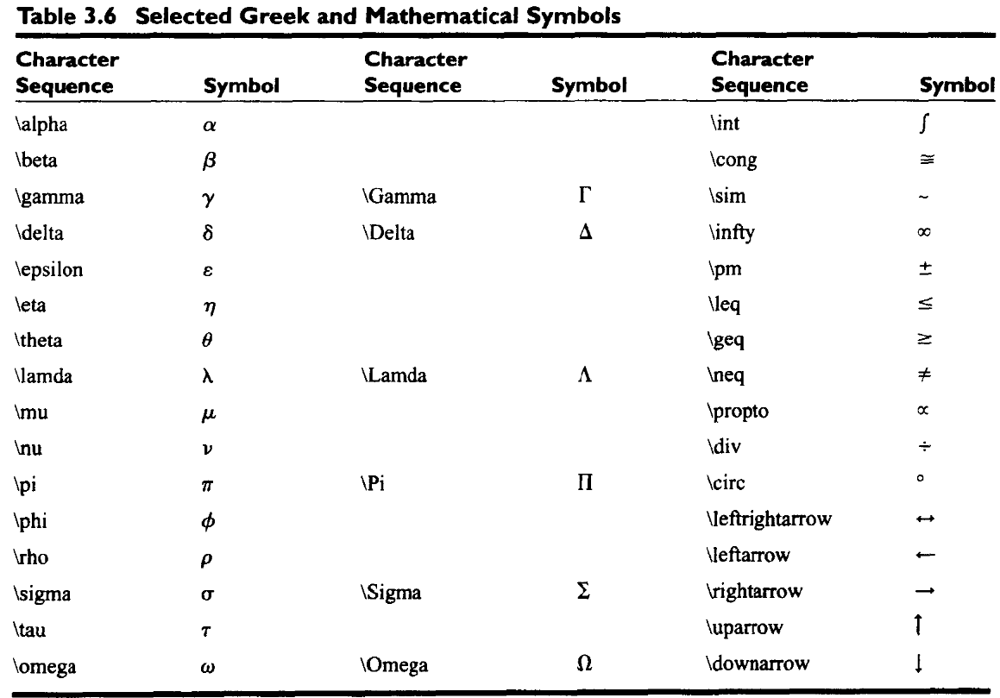 Table 3.6 Selected Greek and Mathematical Symbols
Character Sequence Symbol Character Sequence Symbol Character Sequence Symbol
\alpha α \int ∫
\beta β \cong ≅
\gamma γ \Gamma Γ \sim ~
\delta δ \Delta Δ \infty ∞
\epsilon ε \pm ±
\eta η \leq ≤
\theta θ \geq ≥
\lamda λ \Lamda Λ \neq ≠
\mu μ \propto ∝
\nu ν \div ÷
\pi π \Pi Π \circ °
\phi ϕ \leftrightarrow ↔
\rho ρ \leftarrow ←
\sigma σ \Sigma Σ \rightarrow →
\tau τ \uparrow ↑
\omega ω \Omega Ω \downarrow ↓